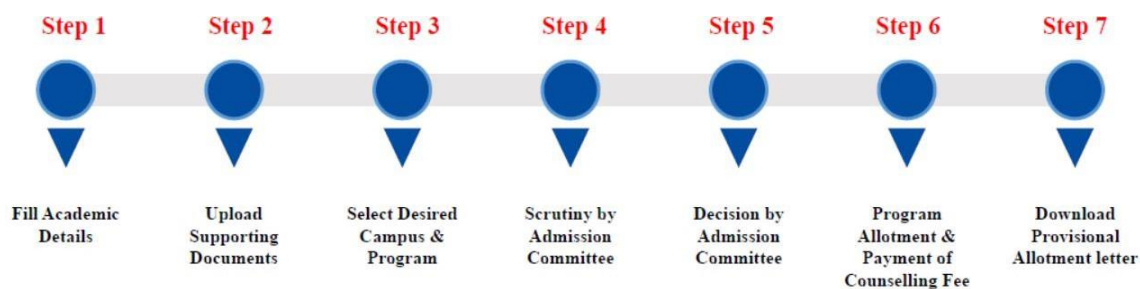 Step 1
Step 2
Step 3
Step 4
Step 5
Step 6
Step 7
Fill Academic
Details
Upload
Supporting
Documents
Select Desired
Campus &
Program
Scrutiny by
Admission
Committee
Decision by
Admission
Committee
Program
Allotment &
Payment of
Counselling Fee
Download
Provisional
Allotment letter